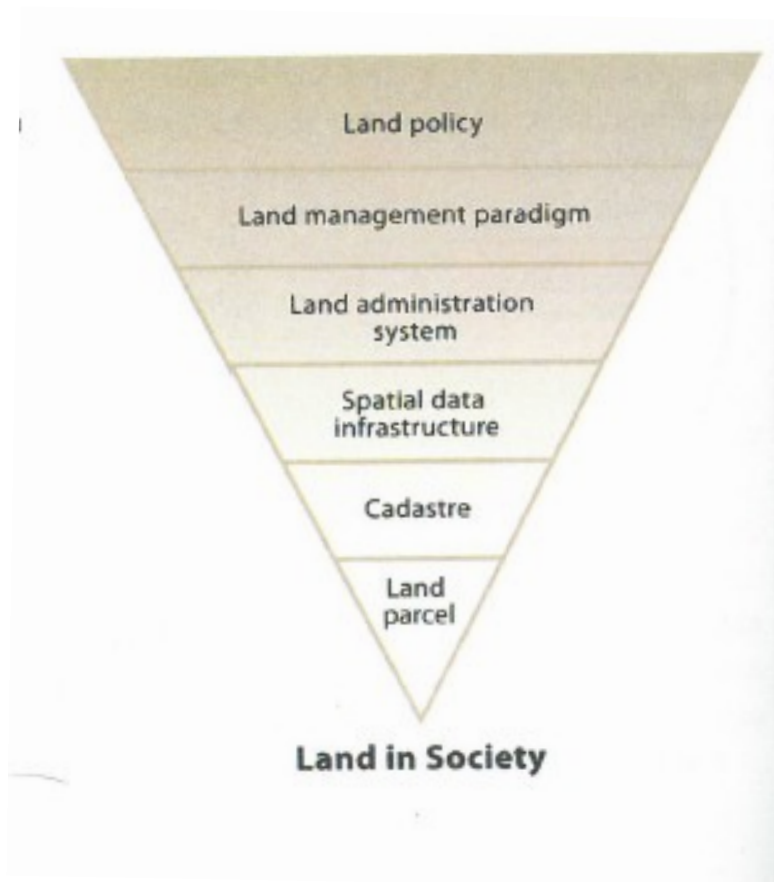 Land policy
Land management paradigm
Land administration
system
Spatial data
infrastructure
Cadastre
Land
parcel
Land in Society